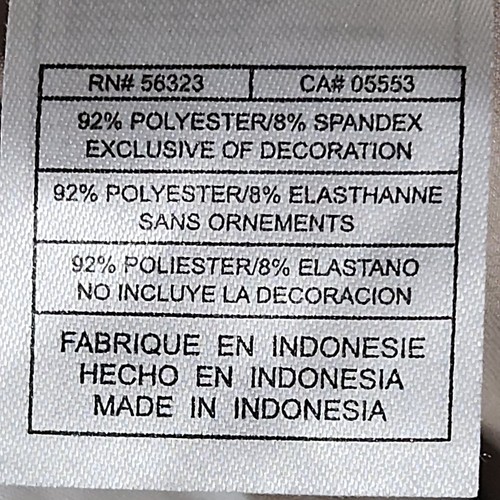 RN# 56323 CA# 05553
92% POLYESTER/8% SPANDEX
EXCLUSIVE OF DECORATION
92% POLYESTER/8% ELASTHANNE
SANS ORNEMENTS
92% POLIESTER/8% ELASTANO
NO INCLUYE LA DECORACION
FABRIQUE EN INDONESIE
HECHO EN INDONESIA
MADE IN INDONESIA